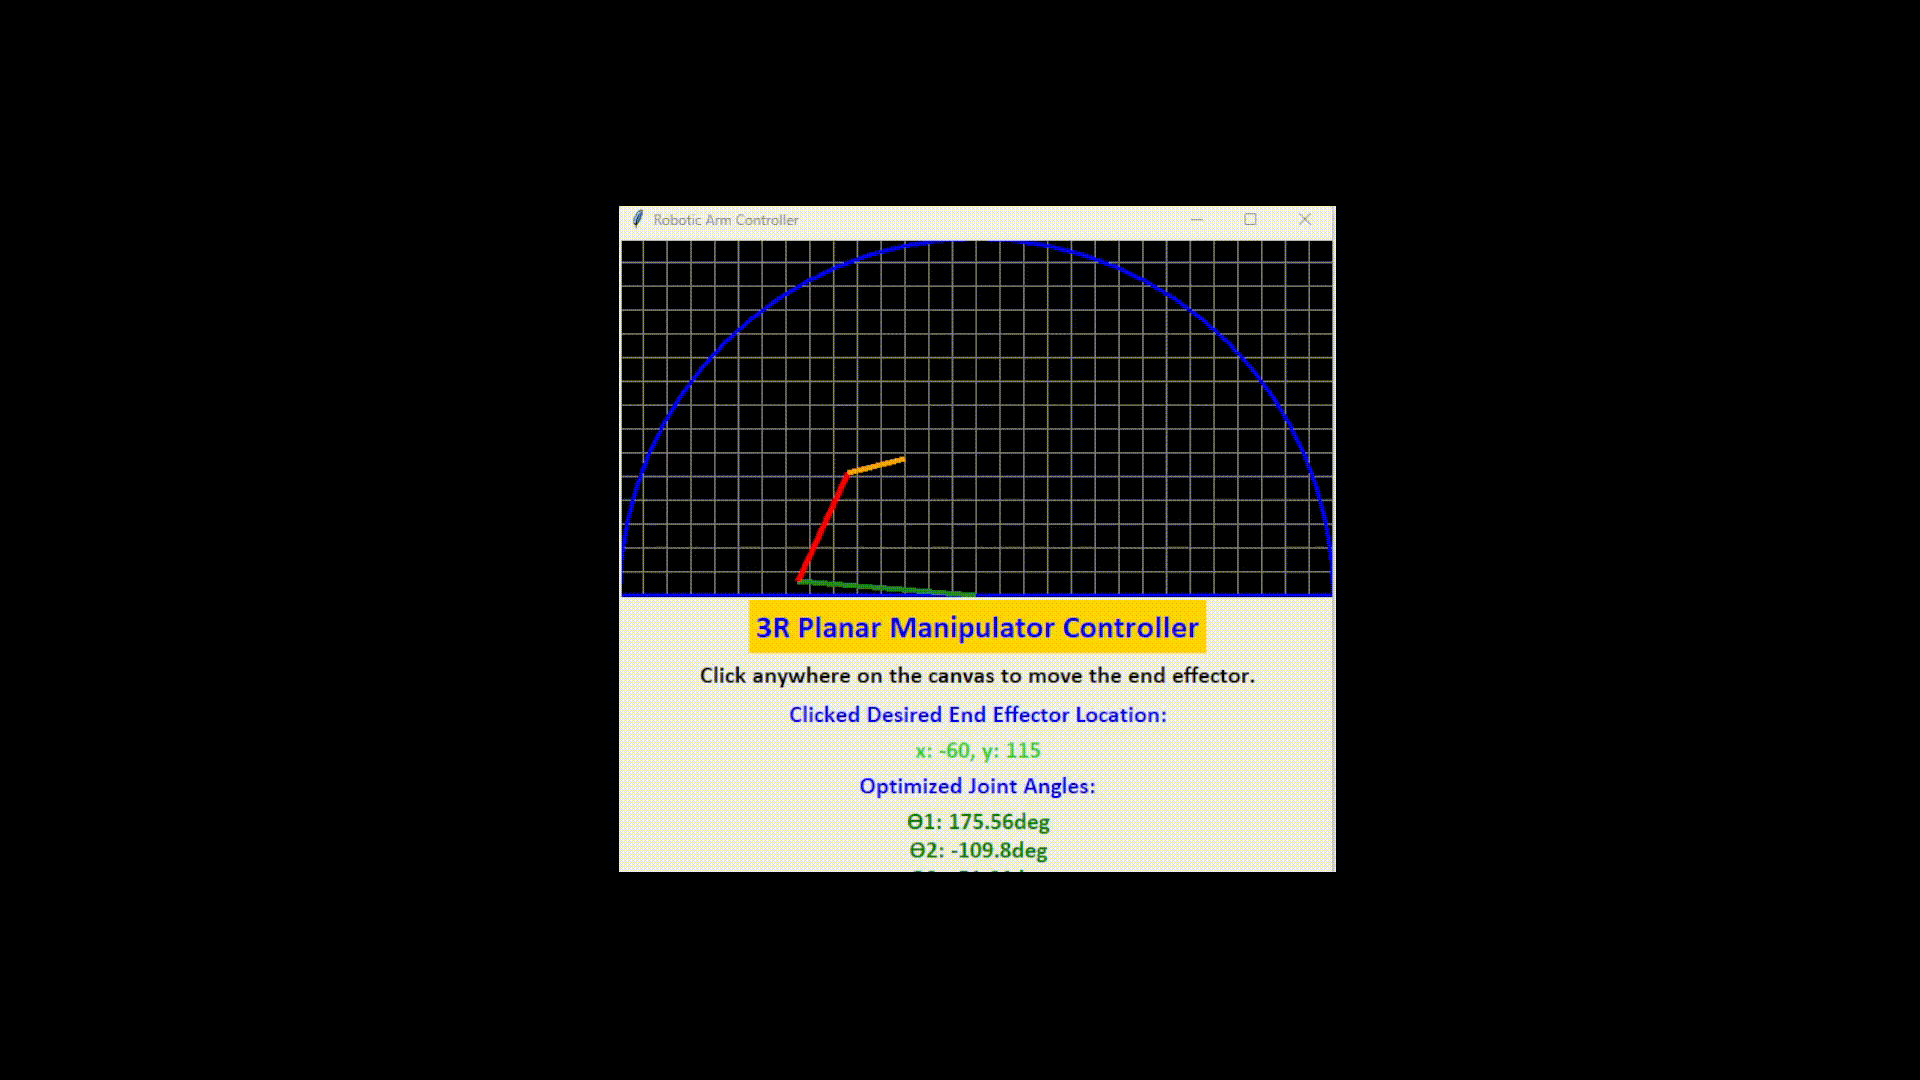 Robotic Arm Controller
3R Planar Manipulator Controller
Click anywhere on the canvas to move the end effector.
Clicked Desired End Effector Location:
x: -60, y: 115
Optimized Joint Angles:
Θ1: 175.56deg
Θ2: -109.8deg